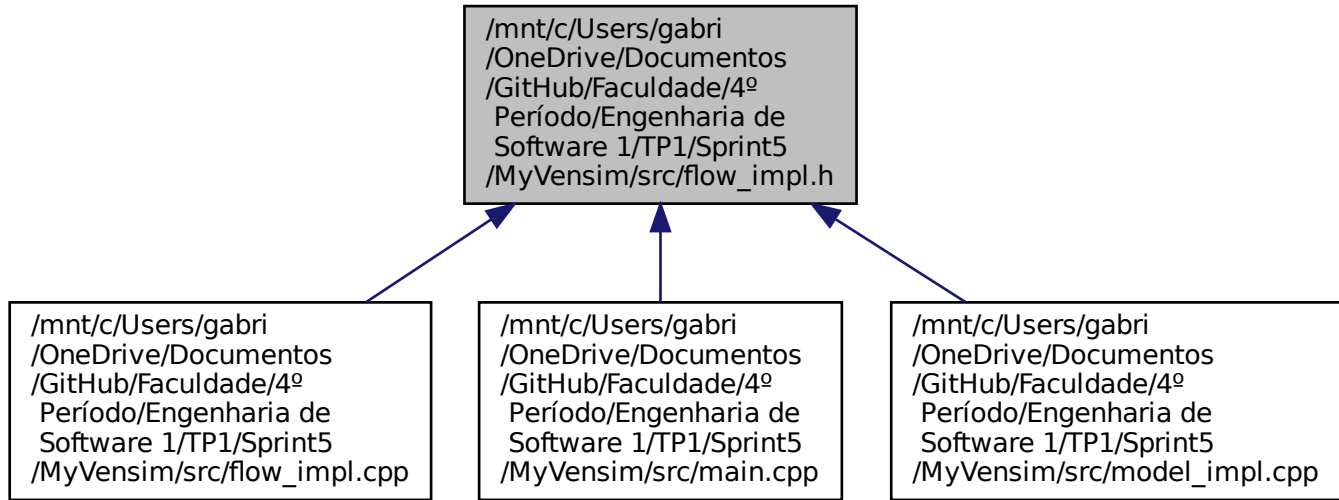 /mnt/c/Users/gabri
/OneDrive/Documentos
/GitHub/Faculdade/4º
Período/Engenharia de
Software 1/TP1/Sprint5
/MyVensim/src/flow_impl.h
/mnt/c/Users/gabri
/OneDrive/Documentos
/GitHub/Faculdade/4º
Período/Engenharia de
Software 1/TP1/Sprint5
/MyVensim/src/flow_impl.cpp
/mnt/c/Users/gabri
/OneDrive/Documentos
/GitHub/Faculdade/4º
Período/Engenharia de
Software 1/TP1/Sprint5
/MyVensim/src/main.cpp
/mnt/c/Users/gabri
/OneDrive/Documentos
/GitHub/Faculdade/4º
Período/Engenharia de
Software 1/TP1/Sprint5
/MyVensim/src/model_impl.cpp